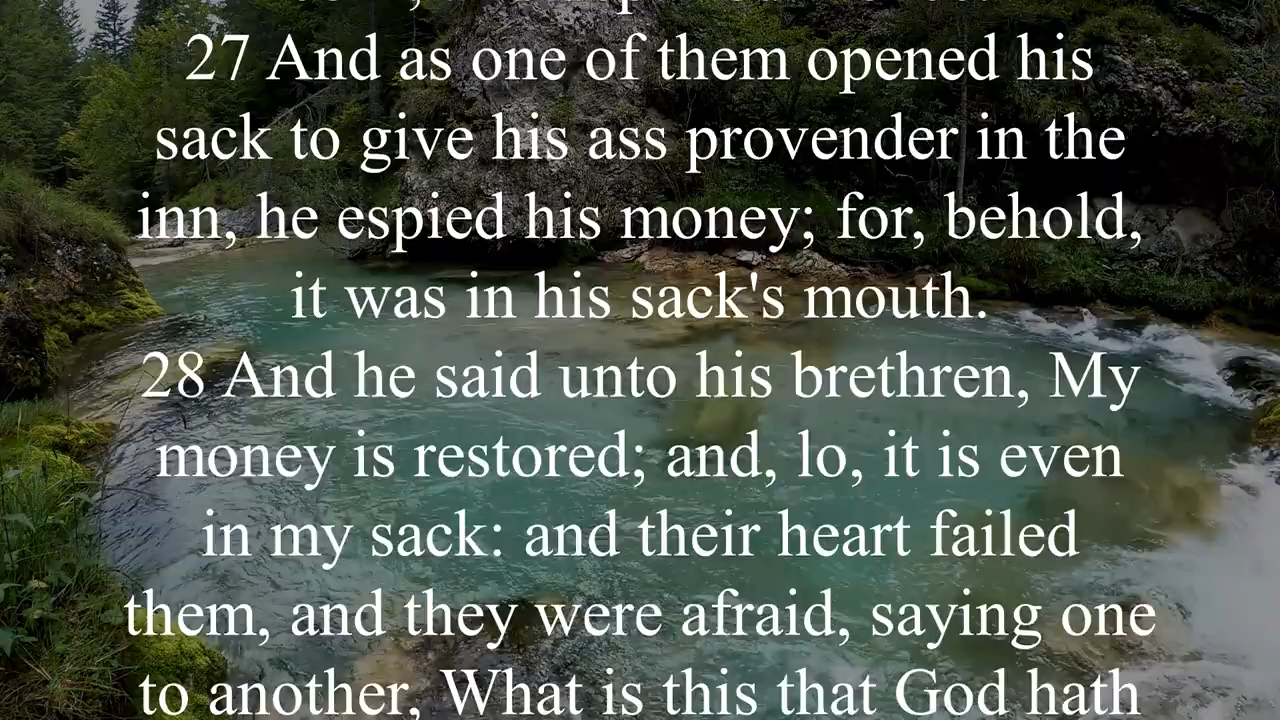 27 And as one of them opened his
sack to give his ass provender in the
inn, he espied his money; for, behold,
it was in his sack's mouth.
28 And he said unto his brethren, My
money is restored; and, lo, it is even
in my sack: and their heart failed
them, and they were afraid, saying one
to another, What is this that God hath